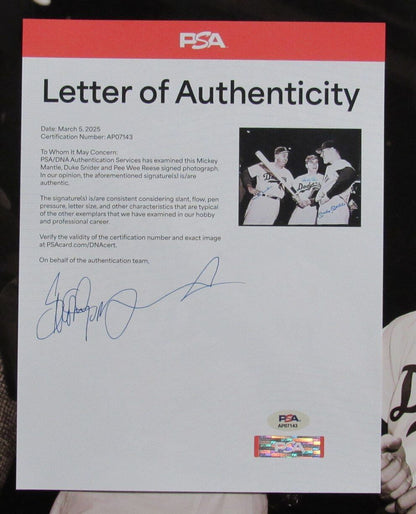 PSA
Letter of Authenticity
Date: March 5, 2025
Certification Number: AP07143
To Whom It May Concern:
PSA/DNA Authentication Services has examined this Mickey
Mantle, Duke Snider and Pee Wee Reese signed photograph.
In our opinion, the aforementioned signature(s) is/are
authentic.
The signature(s) is/are consistent considering slant, flow, pen
pressure, letter size, and other characteristics that are typical
of the other exemplars that we have examined in our hobby
and professional career.
Verify the validity of the certification number and exact image
at PSAcard.com/DNAcert.
On behalf of the authentication team,
Dodgers
PSA
AP07143
D